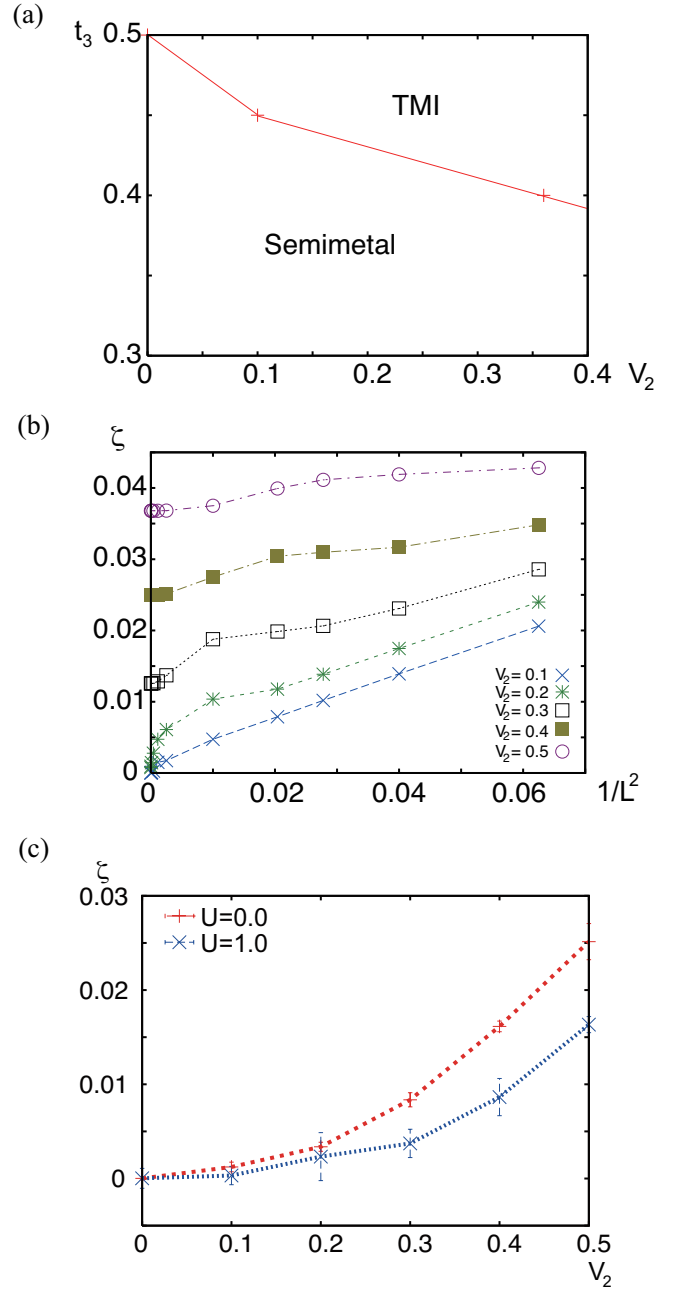 (a)
t₃ 0.5
TMI
0.4
Semimetal
0.3
0 0.1 0.2 0.3 0.4 V₂
(b)
ζ
0.04
0.03
0.02
0.01
0
V₂ = 0.1
V₂ = 0.2
V₂ = 0.3
V₂ = 0.4
V₂ = 0.5
0 0.02 0.04 0.06 1/L²
(c)
ζ
0.03
U=0.0
U=1.0
0.02
0.01
0
0 0.1 0.2 0.3 0.4 0.5
V₂